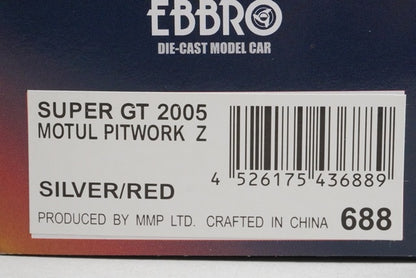 EBBRO
DIE-CAST MODEL CAR
SUPER GT 2005
MOTUL PITWORK Z
4 526175 436889
SILVER/RED
PRODUCED BY MMP LTD. CRAFTED IN CHINA 688